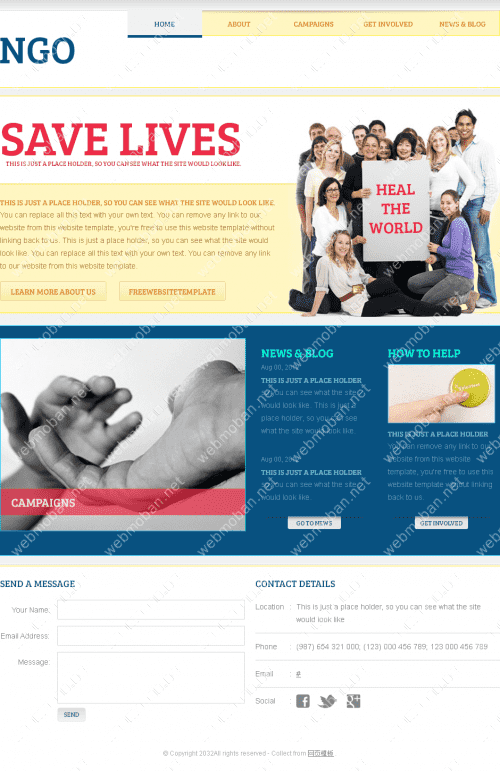 HOME ABOUT CAMPAIGNS GET INVOLVED NEWS & BLOG
NGO
SAVE LIVES
THIS IS JUST A PLACE HOLDER, SO YOU CAN SEE WHAT THE SITE WOULD LOOK LIKE.
HEAL
THE
WORLD
THIS IS JUST A PLACE HOLDER, SO YOU CAN SEE WHAT THE SITE WOULD LOOK LIKE.
You can replace all this text with your own text. You can remove any link to our
website from this website template, you're free to use this website template without
linking back to us. This is just a place holder, so you can see what the site would
look like. You can replace all this text with your own text. You can remove any link
to our website from this website template.
LEARN MORE ABOUT US
FREEWEBSITETEMPLATE
CAMPAIGNS
NEWS & BLOG
Aug 00,
THIS IS JUST A PLACE HOLDER
so you can see what the site
would look like. This is just a
place holder, so you can see
what the site would look like.
Aug 00,
THIS IS JUST A PLACE HOLDER
so you can see what the site
would look like.
GO TO NEWS
HOW TO HELP
THIS IS JUST A PLACE HOLDER
You can remove any link to our
website from this website
template, you're free to use this
website template without linking
back to us.
GET INVOLVED
SEND A MESSAGE
Your Name:
Email Address:
Message:
SEND
CONTACT DETAILS
Location : This is just a place holder, so you can see what the site
would look like.
Phone : (987) 654 321 000; (123) 000 456 789; 123 000 456 789
Email : #
Social :
© Copyright 2032All rights reserved - Collect from 网页模板
webmoban.net